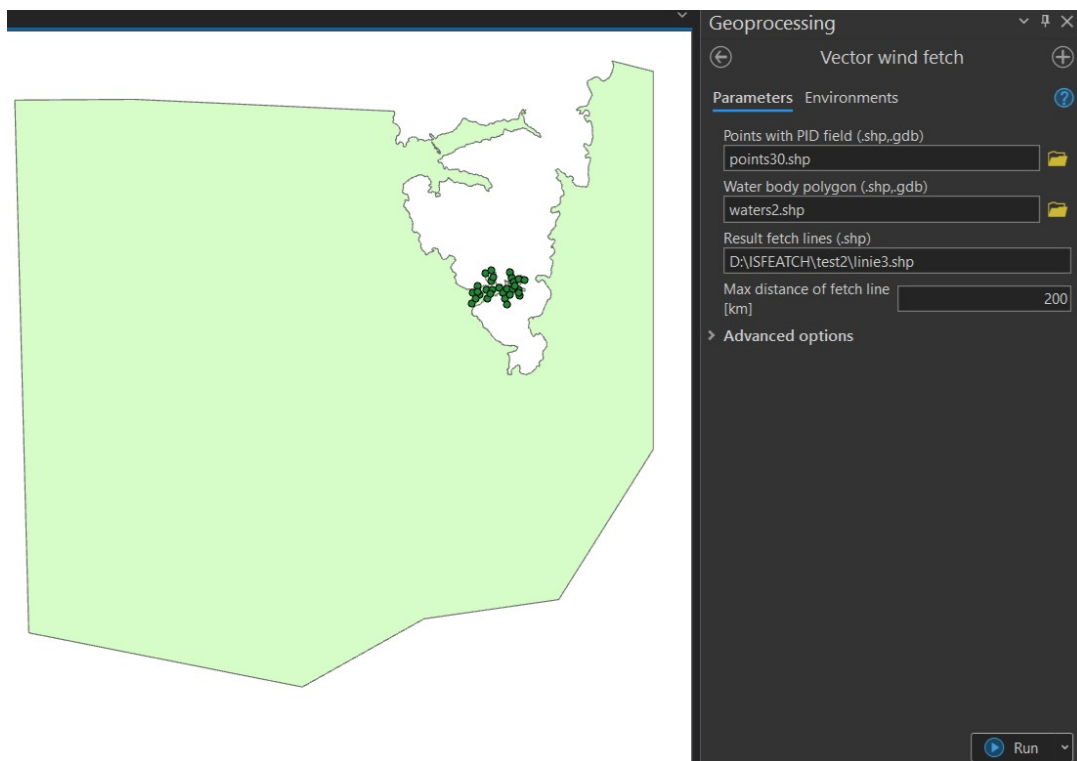 Geoprocessing
Vector wind fetch
Parameters Environments
Points with PID field (.shp,.gdb)
points30.shp
Water body polygon (.shp,.gdb)
waters2.shp
Result fetch lines (.shp)
D:\ISFEATCH\test2\linie3.shp
Max distance of fetch line
[km]
200
Advanced options
Run